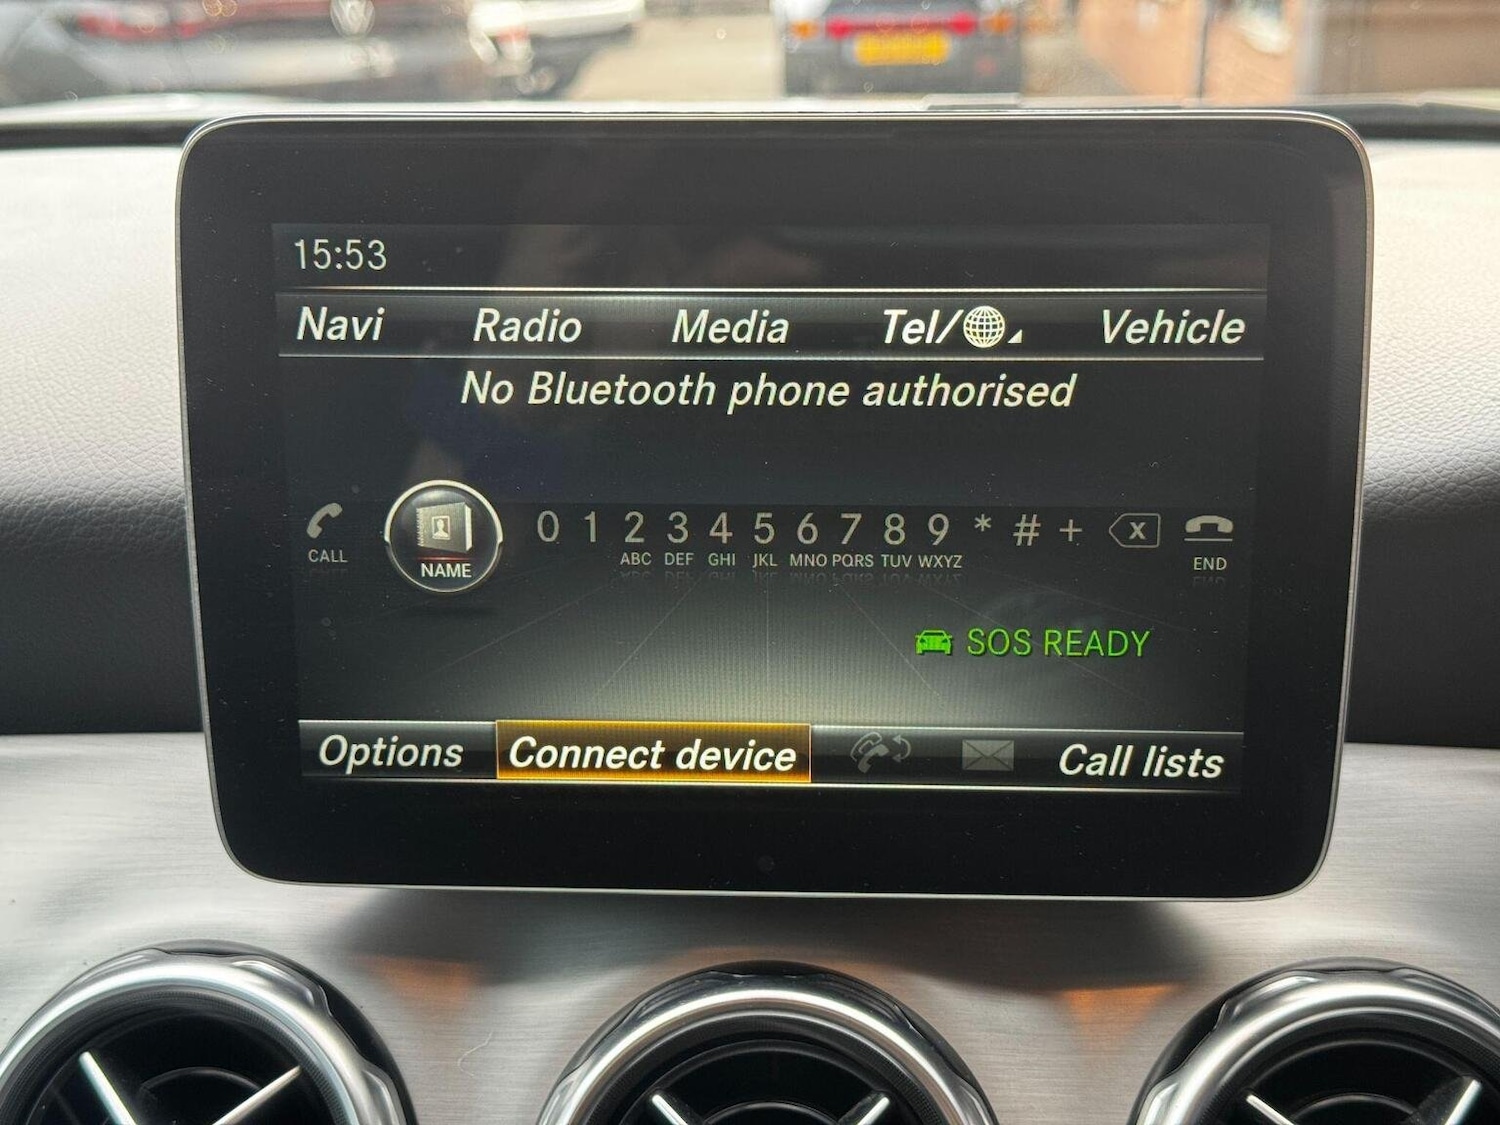 15:53
Navi Radio Media Tel/ Vehicle
No Bluetooth phone authorised
0 1 2 3 4 5 6 7 8 9 * # + X
ABC DEF GHI JKL MNO PQRS TUV WXYZ
CALL NAME END
SOS READY
Options Connect device Call lists